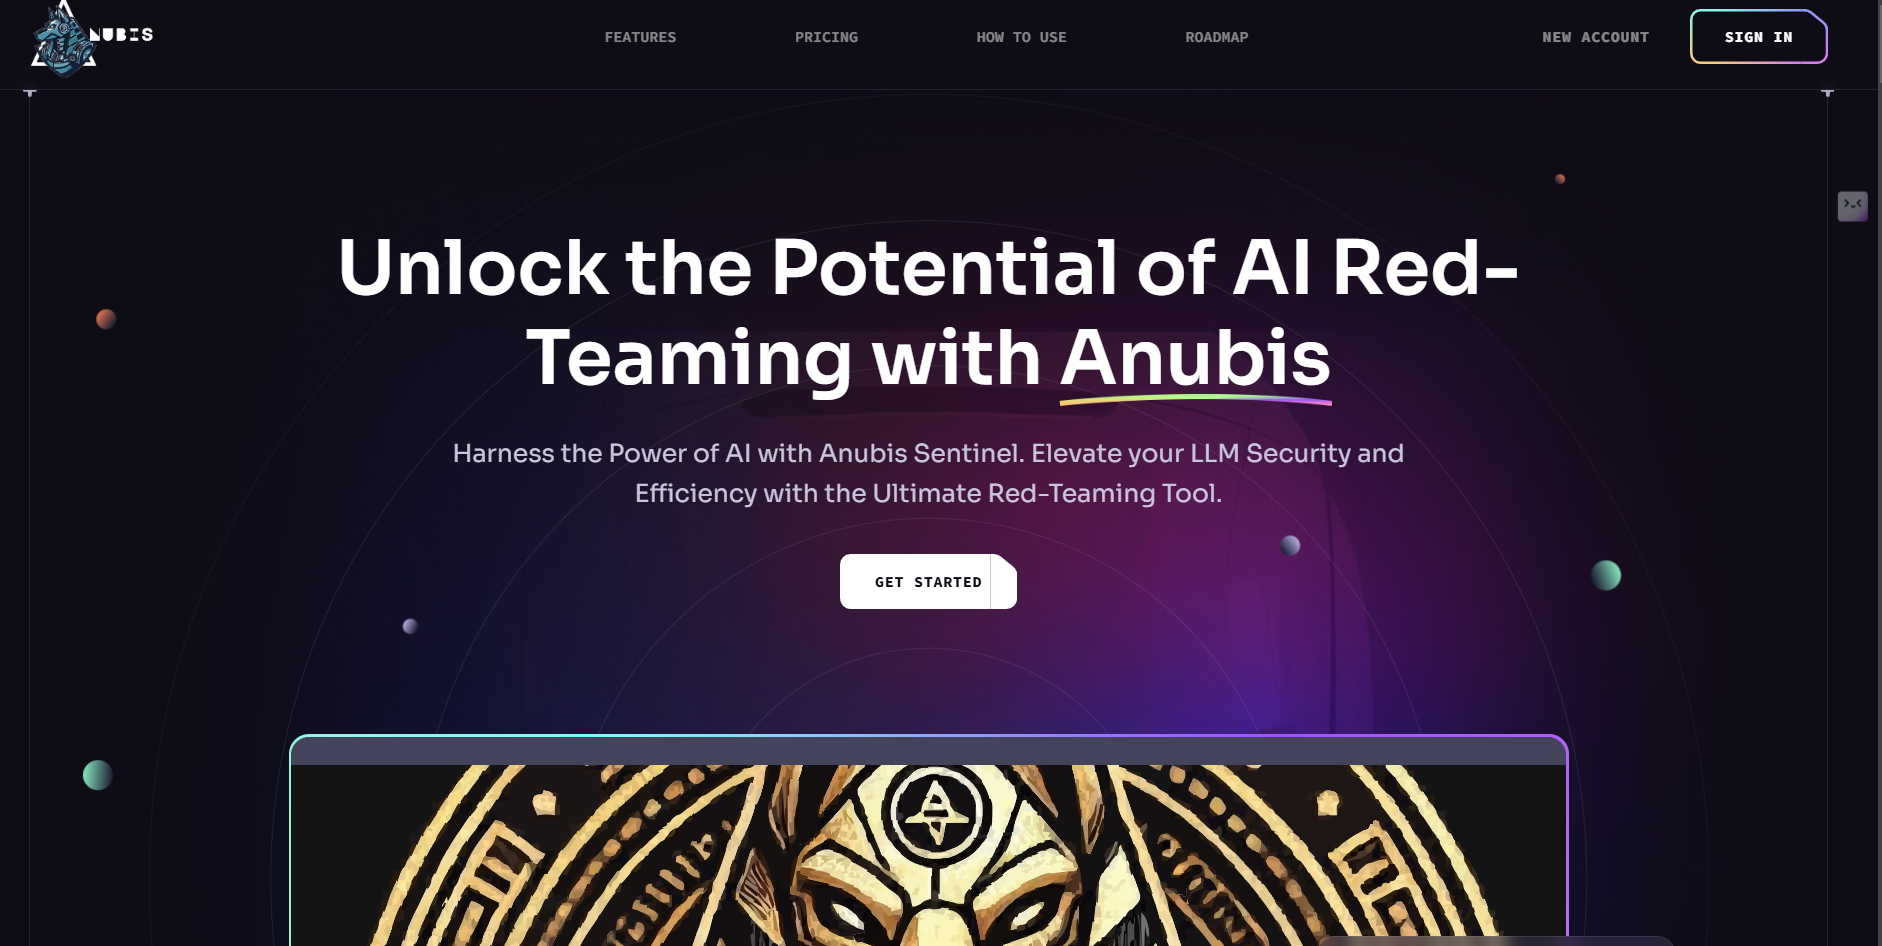 NUBIS
FEATURES
PRICING
HOW TO USE
ROADMAP
NEW ACCOUNT
SIGN IN
Unlock the Potential of AI Red-
Teaming with Anubis
Harness the Power of AI with Anubis Sentinel. Elevate your LLM Security and
Efficiency with the Ultimate Red-Teaming Tool.
GET STARTED